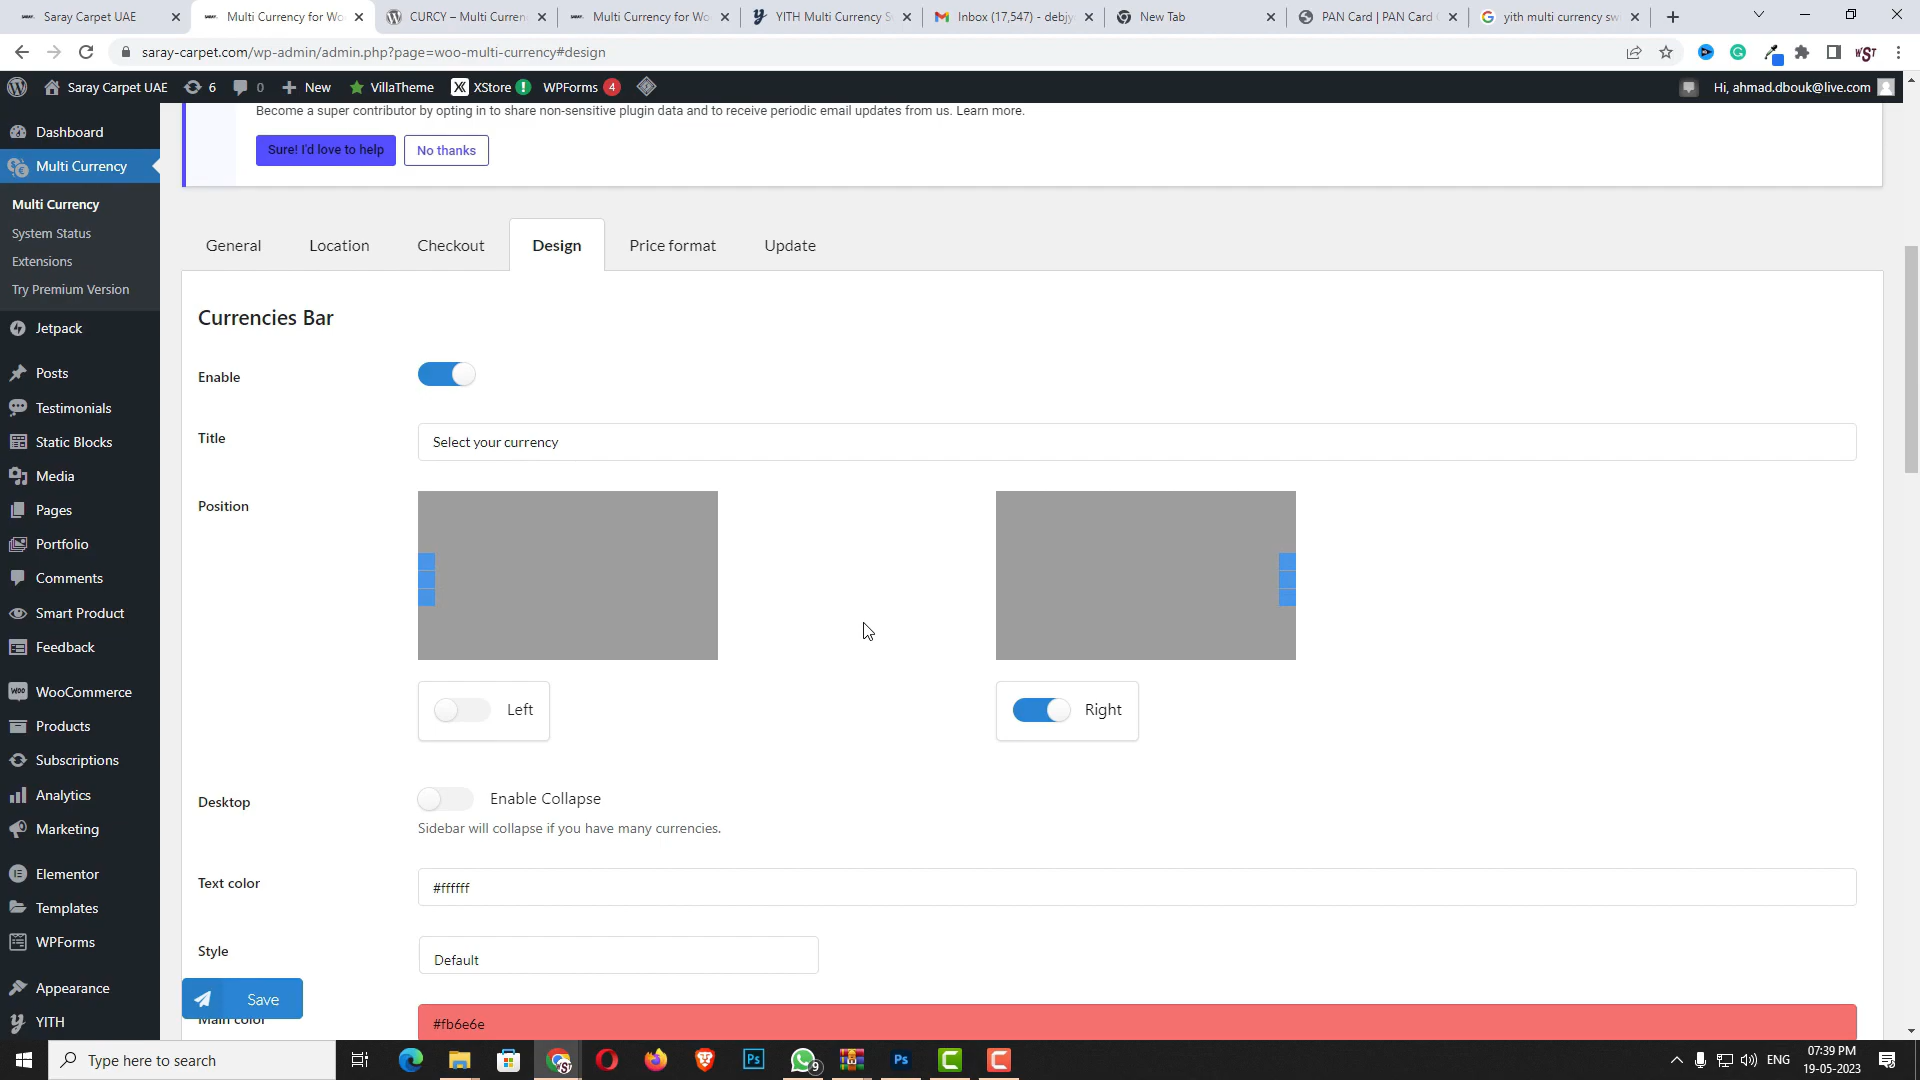 Saray Carpet UAE
Multi Currency for Wo
CURCY – Multi Curren
Multi Currency for Wo
YITH Multi Currency S
Inbox (17,547) - debjy
New Tab
PAN Card | PAN Card
yith multi currency sw
saray-carpet.com/wp-admin/admin.php?page=woo-multi-currency#design
Saray Carpet UAE 6 0 New VillaTheme XStore WPForms 4
Hi, ahmad.dbouk@live.com
Dashboard
Multi Currency
Multi Currency
System Status
Extensions
Try Premium Version
Jetpack
Posts
Testimonials
Static Blocks
Media
Pages
Portfolio
Comments
Smart Product
Feedback
WooCommerce
Products
Subscriptions
Analytics
Marketing
Elementor
Templates
WPForms
Appearance
YITH
Become a super contributor by opting in to share non-sensitive plugin data and to receive periodic email updates from us. Learn more.
Sure! I'd love to help
No thanks
General Location Checkout Design Price format Update
Currencies Bar
Enable
Title
Select your currency
Position
Left
Right
Desktop
Enable Collapse
Sidebar will collapse if you have many currencies.
Text color
#ffffff
Style
Default
Save
Main color
#fb6e6e
Type here to search
9
ENG
07:39 PM
19-05-2023